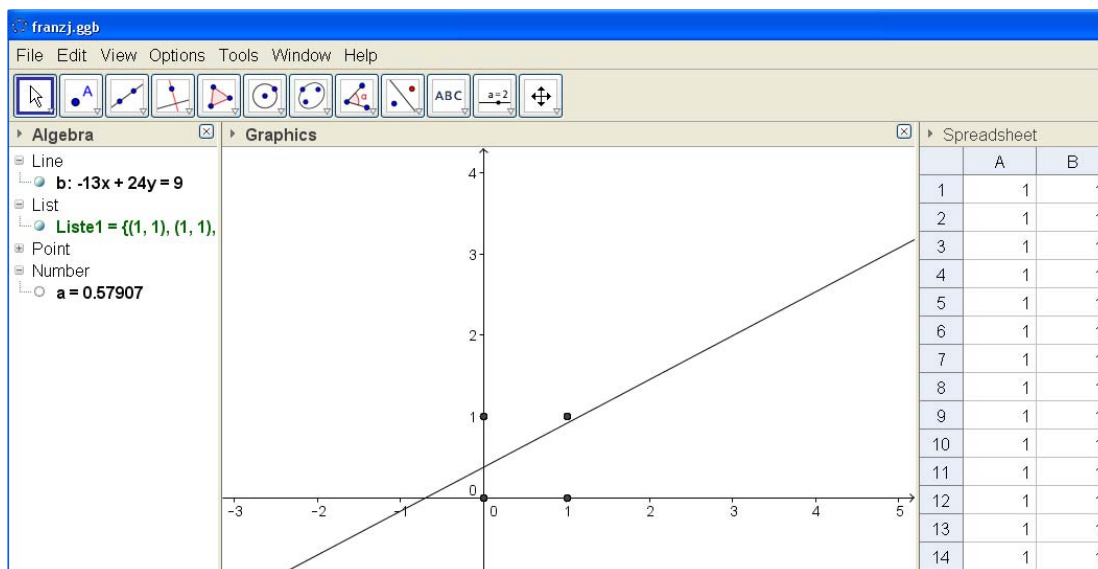 franzj.ggb
File Edit View Options Tools Window Help
A α ABC a=2
Algebra
Line
b: -13x + 24y = 9
List
Liste1 = {(1, 1), (1, 1),
Point
Number
a = 0.57907
Graphics
4
3
2
1
0
-3 -2 -1 0 1 2 3 4 5
Spreadsheet
A B
1 1
2 1
3 1
4 1
5 1
6 1
7 1
8 1
9 1
10 1
11 1
12 1
13 1
14 1